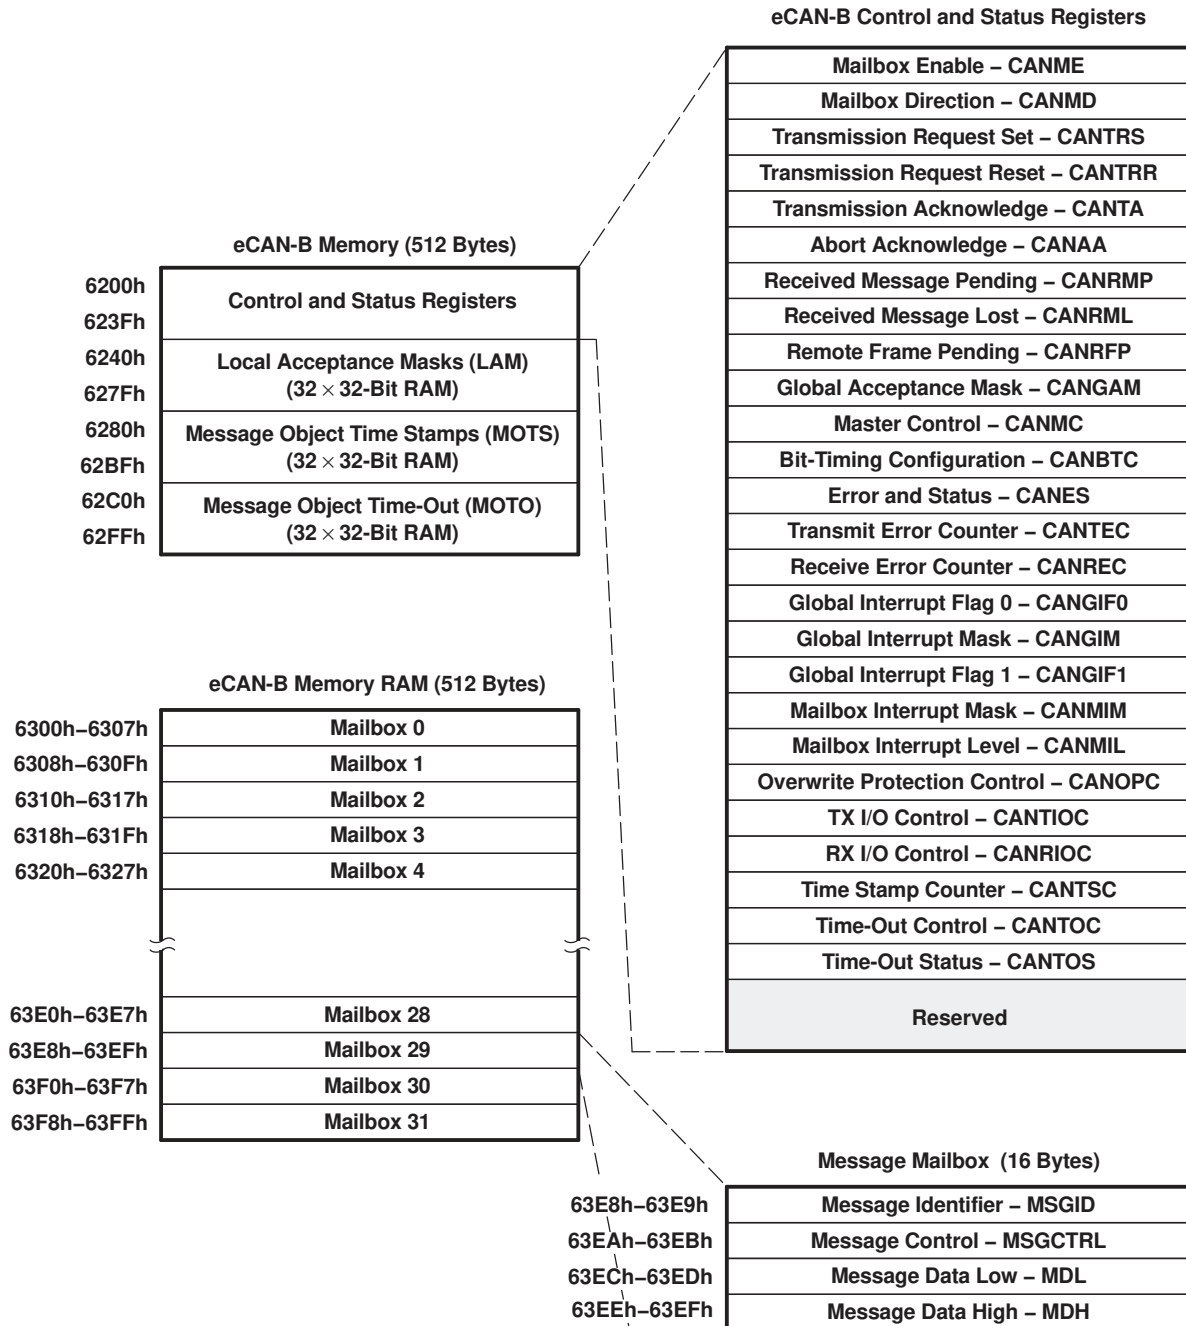 eCAN-B Control and Status Registers
Mailbox Enable – CANME
Mailbox Direction – CANMD
Transmission Request Set – CANTRS
Transmission Request Reset – CANTRR
Transmission Acknowledge – CANTA
Abort Acknowledge – CANAA
Received Message Pending – CANRMP
Received Message Lost – CANRML
Remote Frame Pending – CANRFP
Global Acceptance Mask – CANGAM
Master Control – CANMC
Bit-Timing Configuration – CANBTC
Error and Status – CANES
Transmit Error Counter – CANTEC
Receive Error Counter – CANREC
Global Interrupt Flag 0 – CANGIF0
Global Interrupt Mask – CANGIM
Global Interrupt Flag 1 – CANGIF1
Mailbox Interrupt Mask – CANMIM
Mailbox Interrupt Level – CANMIL
Overwrite Protection Control – CANOPC
TX I/O Control – CANTIOC
RX I/O Control – CANRIOC
Time Stamp Counter – CANTSC
Time-Out Control – CANTOC
Time-Out Status – CANTOS
Reserved
eCAN-B Memory (512 Bytes)
6200h
Control and Status Registers
623Fh
6240h
Local Acceptance Masks (LAM)
(32 × 32-Bit RAM)
627Fh
6280h
Message Object Time Stamps (MOTS)
(32 × 32-Bit RAM)
62BFh
62C0h
Message Object Time-Out (MOTO)
(32 × 32-Bit RAM)
62FFh
eCAN-B Memory RAM (512 Bytes)
6300h–6307h Mailbox 0
6308h–630Fh Mailbox 1
6310h–6317h Mailbox 2
6318h–631Fh Mailbox 3
6320h–6327h Mailbox 4
63E0h–63E7h Mailbox 28
63E8h–63EFh Mailbox 29
63F0h–63F7h Mailbox 30
63F8h–63FFh Mailbox 31
Message Mailbox (16 Bytes)
63E8h–63E9h Message Identifier – MSGID
63EAh–63EBh Message Control – MSGCTRL
63ECh–63EDh Message Data Low – MDL
63EEh–63EFh Message Data High – MDH